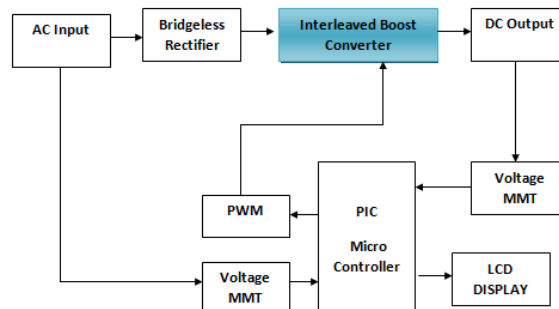 AC Input
Bridgeless
Rectifier
Interleaved Boost
Converter
DC Output
Voltage
MMT
PIC
Micro
Controller
PWM
Voltage
MMT
LCD
DISPLAY